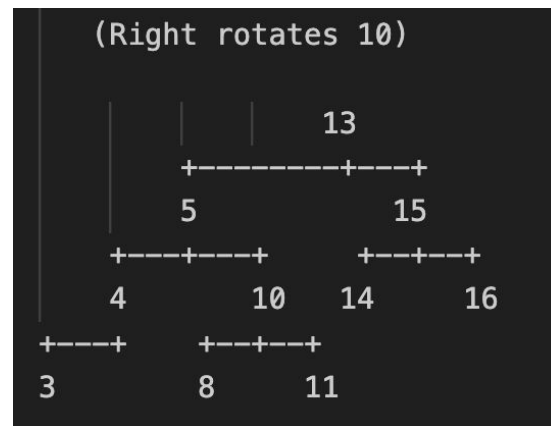 (Right rotates 10)
13
+--------+---+
5 15
+---+---+ +--+--+
4 10 14 16
+---+ +--+--+
3 8 11